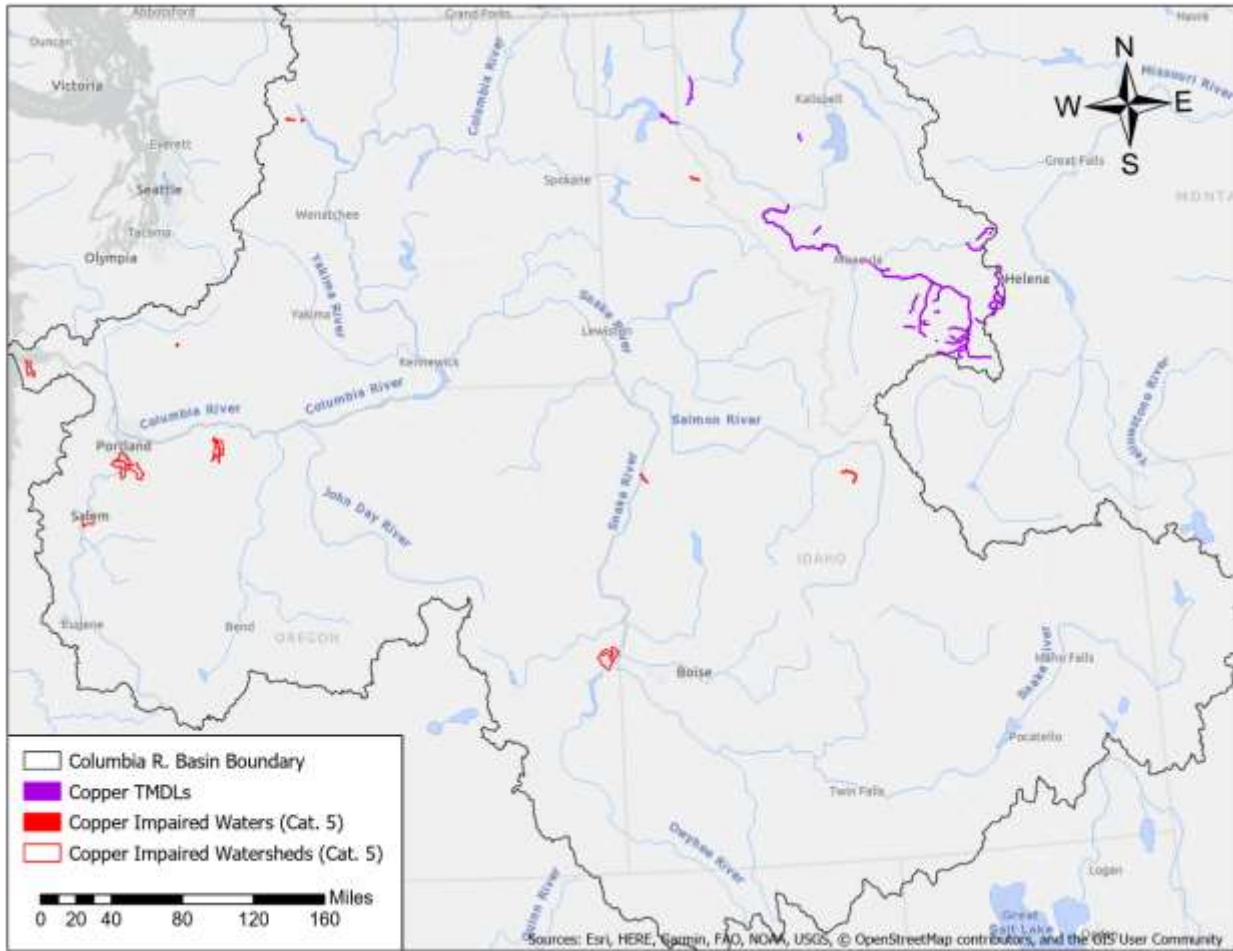 Abbotsford
Grand Forks
Havre
Duncan
Victoria
Columbia River
Kalispell
Missouri River
N
W E
S
Everett
Seattle
Spokane
Great Falls
MONTA
Tacoma
Wenatchee
Olympia
Missoula
Helena
Yakima River
Yakima
Snake River
Lewiston
Kennewick
Columbia River
Columbia River
Salmon River
Yellowstone River
Portland
Snake River
Salem
John Day River
IDAHO
Eugene
Bend
OREGON
Boise
Idaho Falls
Snake River
Pocatello
Twin Falls
Owyhee River
Logan
Quinn River
Great
Salt Lake
Columbia R. Basin Boundary
Copper TMDLs
Copper Impaired Waters (Cat. 5)
Copper Impaired Watersheds (Cat. 5)
Miles
0 20 40 80 120 160
Sources: Esri, HERE, Garmin, FAO, NOAA, USGS, © OpenStreetMap contributors, and the GIS User Community